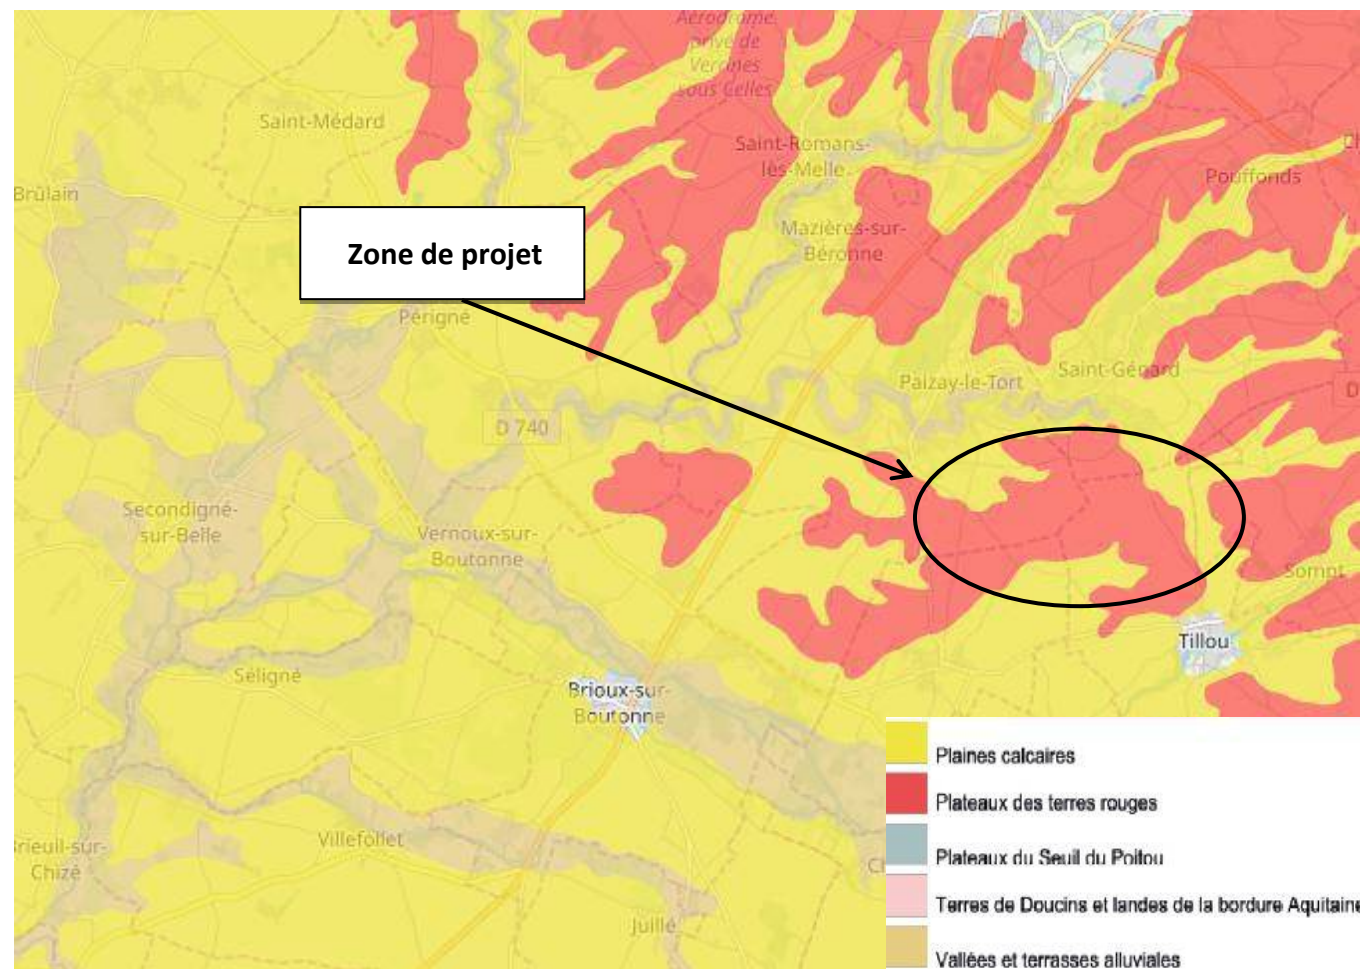 Aérodrome
privé de
Verrines
sous Celles
Saint-Médard
Saint-Romans-
lès-Melle
Brûlain
Pouffonds
Mazières-sur-
Béronne
Zone de projet
Périgné
Saint-Génard
Paizay-le-Tort
D
D 740
Secondigné-
sur-Belle
Vernoux-sur-
Boutonne
Sompt
Tillou
Séligné
Brioux-sur-
Boutonne
Villefollet
rieuil-sur-
Chizé
Juillé
Plaines calcaires
Plateaux des terres rouges
Plateaux du Seuil du Poitou
Terres de Doucins et landes de la bordure Aquitaine
Vallées et terrasses alluviales